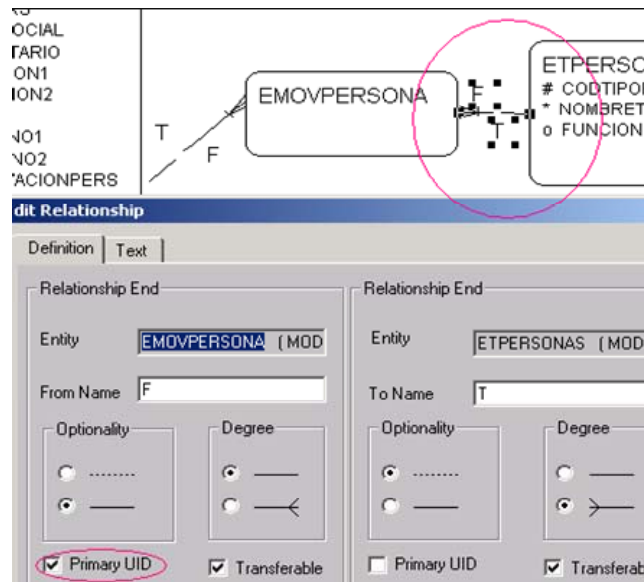 OCIAL
TARIO
ON1
ION2
NO1
NO2
ACIONPERS
T
F
EMOVPERSONA
F
T
ETPERSO
# CODTIPO
* NOMBRET
o FUNCION
dit Relationship
Definition
Text
Relationship End
Entity
EMOVPERSONA ( MOD
From Name
F
Optionality
Degree
Primary UID
Transferable
Relationship End
Entity
ETPERSONAS ( MOD
To Name
T
Optionality
Degree
Primary UID
Transferab